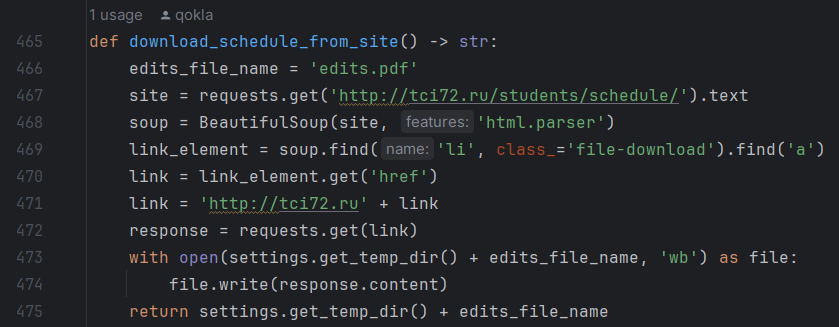 1 usage qokla
465 def download_schedule_from_site() -> str:
466 edits_file_name = 'edits.pdf'
467 site = requests.get('http://tci72.ru/students/schedule/').text
468 soup = BeautifulSoup(site, features: 'html.parser')
469 link_element = soup.find( name: 'li', class_='file-download').find('a')
470 link = link_element.get('href')
471 link = 'http://tci72.ru' + link
472 response = requests.get(link)
473 with open(settings.get_temp_dir() + edits_file_name, 'wb') as file:
474 file.write(response.content)
475 return settings.get_temp_dir() + edits_file_name